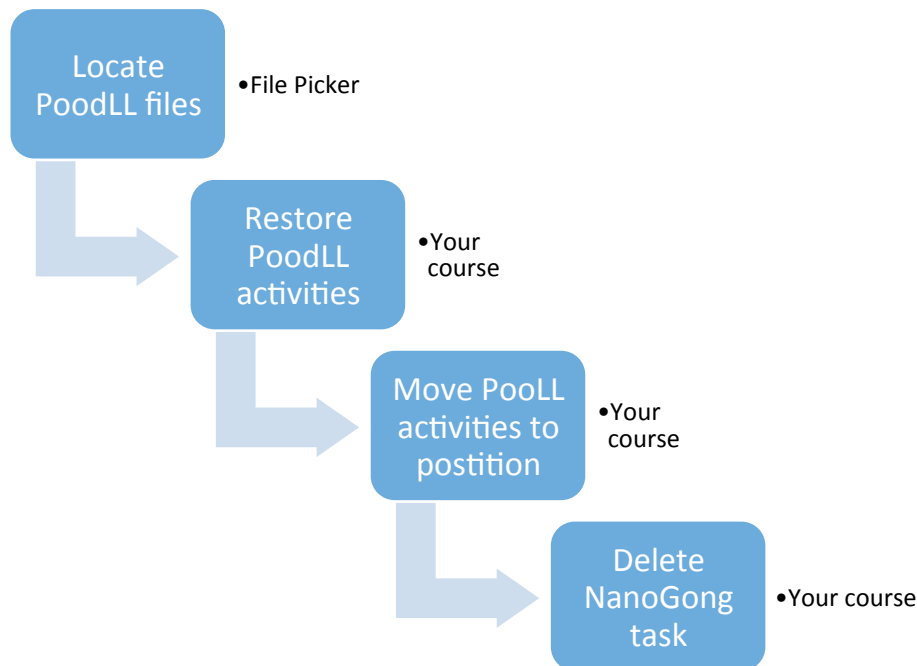 Locate
PoodLL files
•File Picker
Restore
PoodLL
activities
•Your
course
Move PooLL
activities to
postition
•Your
course
Delete
NanoGong
task
•Your course